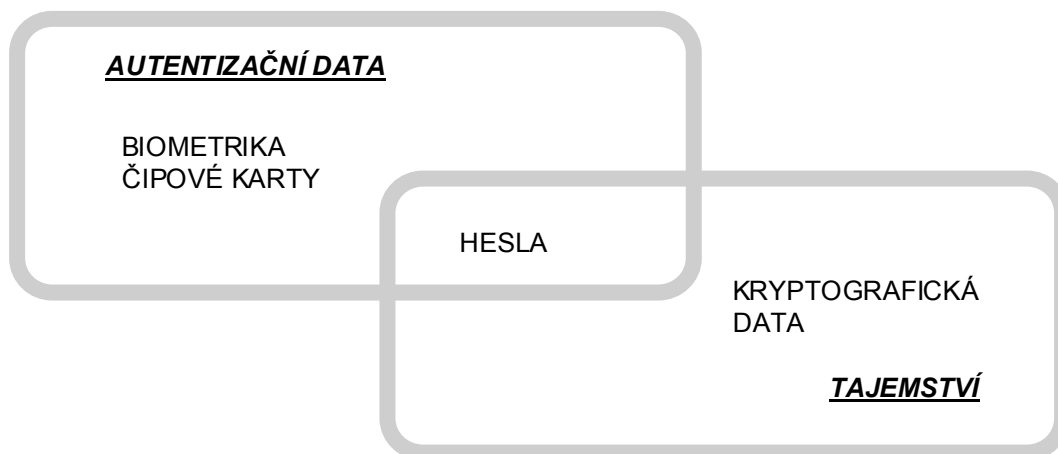 AUTENTIZAČNÍ DATA
BIOMETRIKA
ČIPOVÉ KARTY
HESLA
KRYPTOGRAFICKÁ
DATA
TAJEMSTVÍ